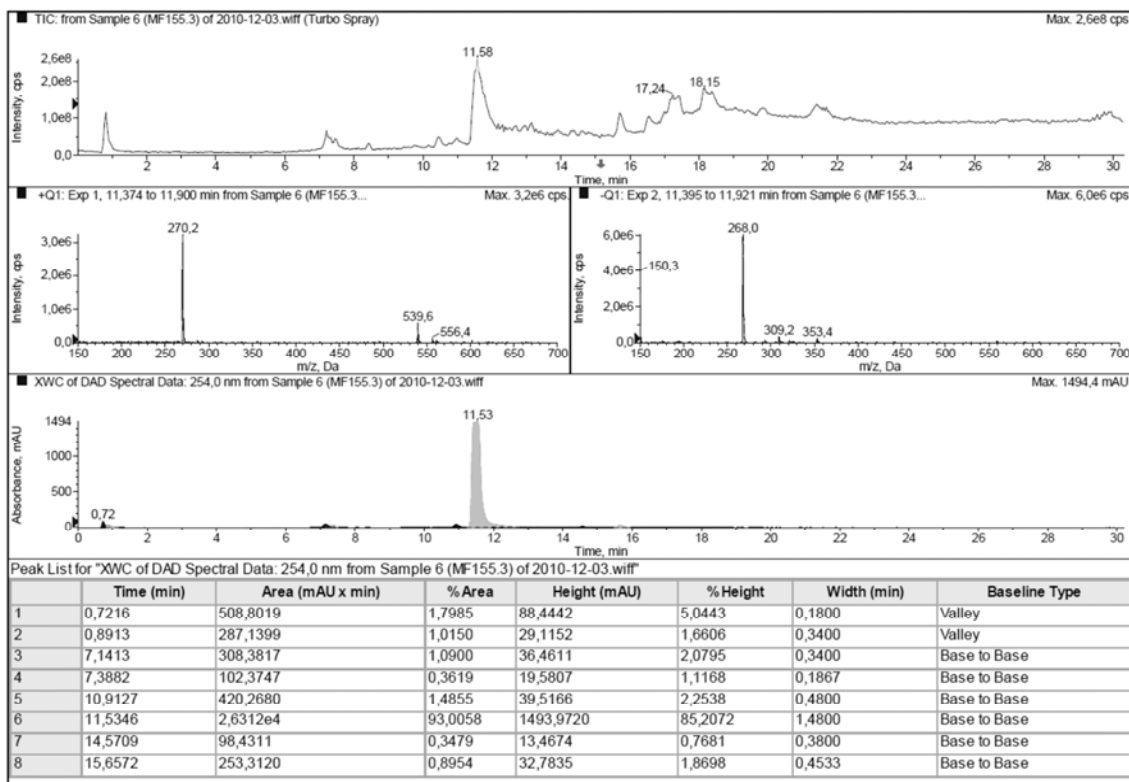 TIC: from Sample 6 (MF155.3) of 2010-12-03.wiff (Turbo Spray) Max. 2,6e8 cps
Intensity, cps
2,6e8
2,0e8
1,0e8
0,0
11,58
17,24
18,15
2 4 6 8 10 12 14 16 18 20 22 24 26 28 30
Time, min
+Q1: Exp 1, 11,374 to 11,900 min from Sample 6 (MF155.3... Max. 3,2e6 cps.
Intensity, cps
3,0e6
2,0e6
1,0e6
0,0
270,2
539,6
556,4
150 200 250 300 350 400 450 500 550 600 650 700
m/z, Da
-Q1: Exp 2, 11,395 to 11,921 min from Sample 6 (MF155.3... Max. 6,0e6 cps.
Intensity, cps
6,0e6
4,0e6
2,0e6
0,0
268,0
150,3
309,2
353,4
150 200 250 300 350 400 450 500 550 600 650 700
m/z, Da
XWC of DAD Spectral Data: 254,0 nm from Sample 6 (MF155.3) of 2010-12-03.wiff Max. 1494,4 mAU
Absorbance, mAU
1494
1000
500
0
11,53
0,72
0 2 4 6 8 10 12 14 16 18 20 22 24 26 28 30
Time, min
Peak List for "XWC of DAD Spectral Data: 254,0 nm from Sample 6 (MF155.3) of 2010-12-03.wiff"
Time (min) Area (mAU x min) %Area Height (mAU) %Height Width (min) Baseline Type
1 0,7216 508,8019 1,7985 88,4442 5,0443 0,1800 Valley
2 0,8913 287,1399 1,0150 29,1152 1,6606 0,3400 Valley
3 7,1413 308,3817 1,0900 36,4611 2,0795 0,3400 Base to Base
4 7,3882 102,3747 0,3619 19,5807 1,1168 0,1867 Base to Base
5 10,9127 420,2680 1,4855 39,5166 2,2538 0,4800 Base to Base
6 11,5346 2,6312e4 93,0058 1493,9720 85,2072 1,4800 Base to Base
7 14,5709 98,4311 0,3479 13,4674 0,7681 0,3800 Base to Base
8 15,6572 253,3120 0,8954 32,7835 1,8698 0,4533 Base to Base